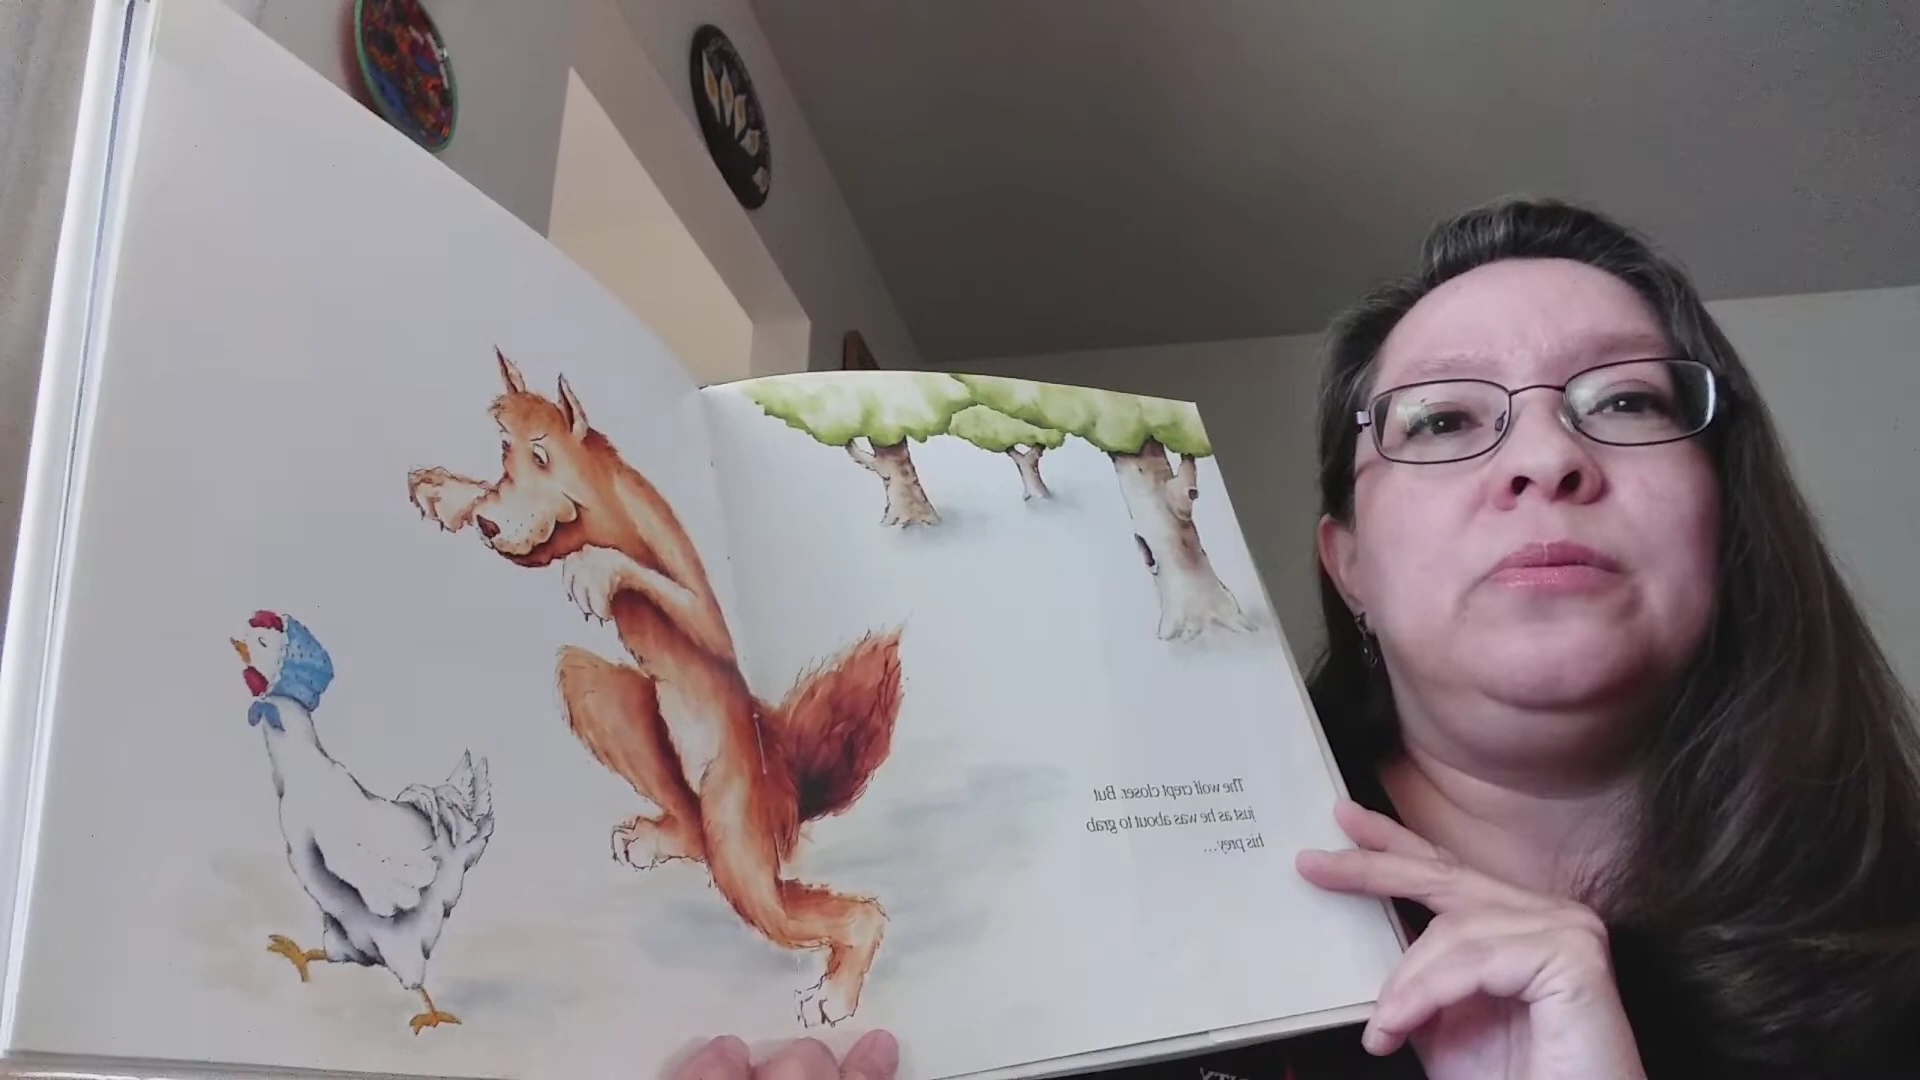 The wolf crept closer. But
just as he was about to grab
his prey...